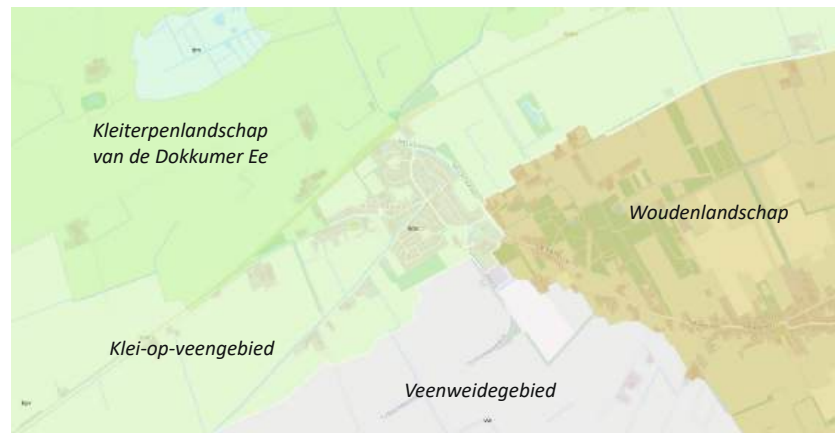 Kleiterpenlandschap
van de Dokkumer Ee
Woudenlandschap
Klei-op-veengebied
Veenweidegebied